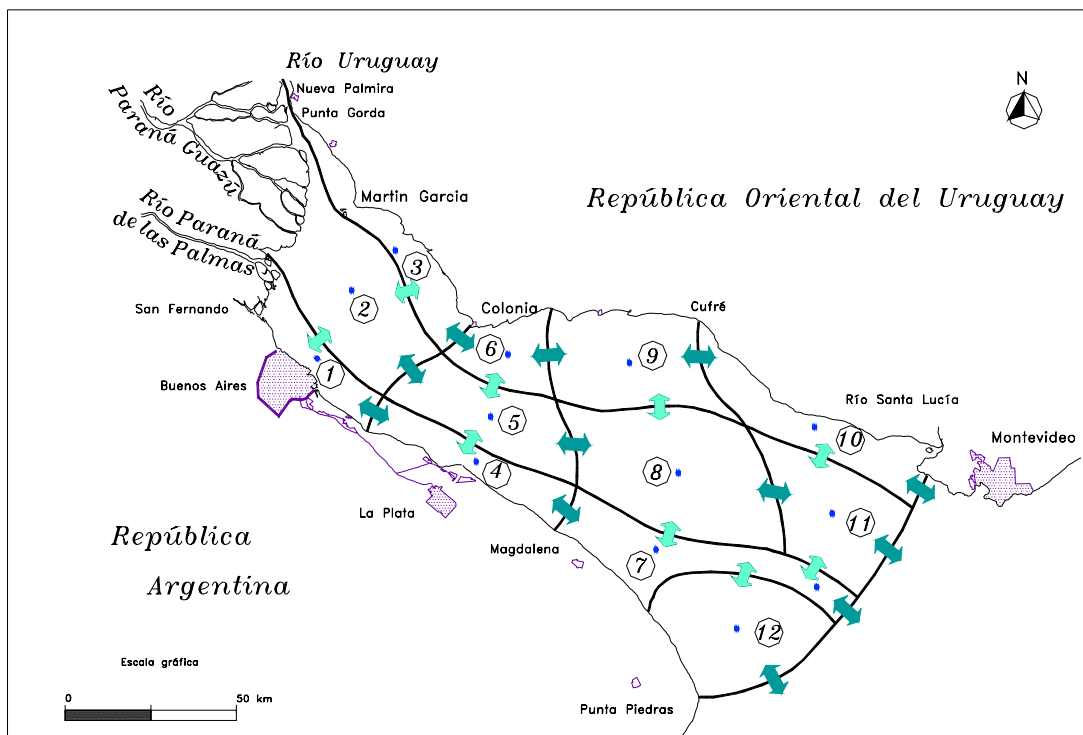 Río Uruguay
Nueva Palmira
Punta Gorda
Río
Paraná Guazú
N
Martin Garcia
República Oriental del Uruguay
Río Paraná
de las Palmas
3
San Fernando
2
Colonia
Cufré
6
9
1
Buenos Aires
Río Santa Lucía
5
10
Montevideo
4
8
La Plata
11
República
Argentina
Magdalena
7
12
Escala gráfica
0
50 km
Punta Piedras